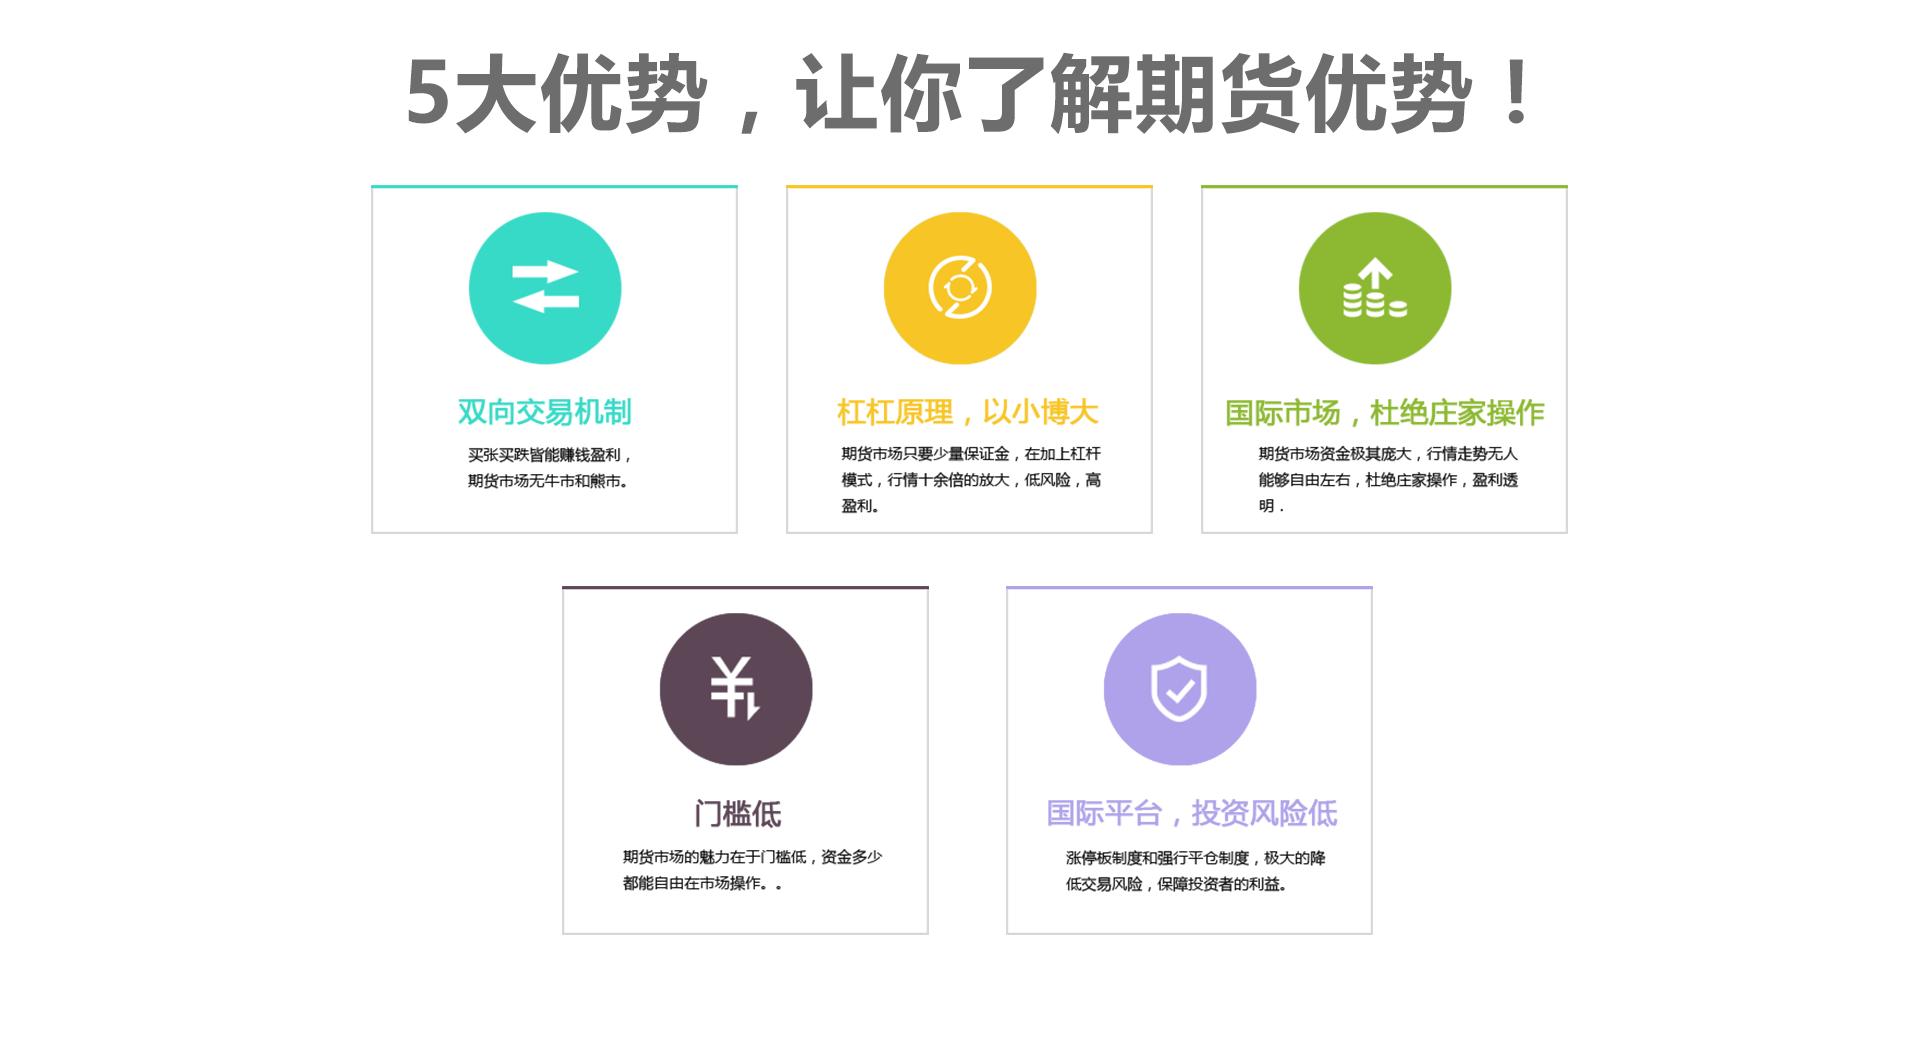 5大优势，让你了解期货优势！
双向交易机制
买张买跌皆能赚钱盈利，
期货市场无牛市和熊市。
杠杠原理，以小博大
期货市场只要少量保证金，在加上杠杆
模式，行情十余倍的放大，低风险，高
盈利。
国际市场，杜绝庄家操作
期货市场资金极其庞大，行情走势无人
能够自由左右，杜绝庄家操作，盈利透
明．
门槛低
期货市场的魅力在于门槛低，资金多少
都能自由在市场操作。。
国际平台，投资风险低
涨停板制度和强行平仓制度，极大的降
低交易风险，保障投资者的利益。